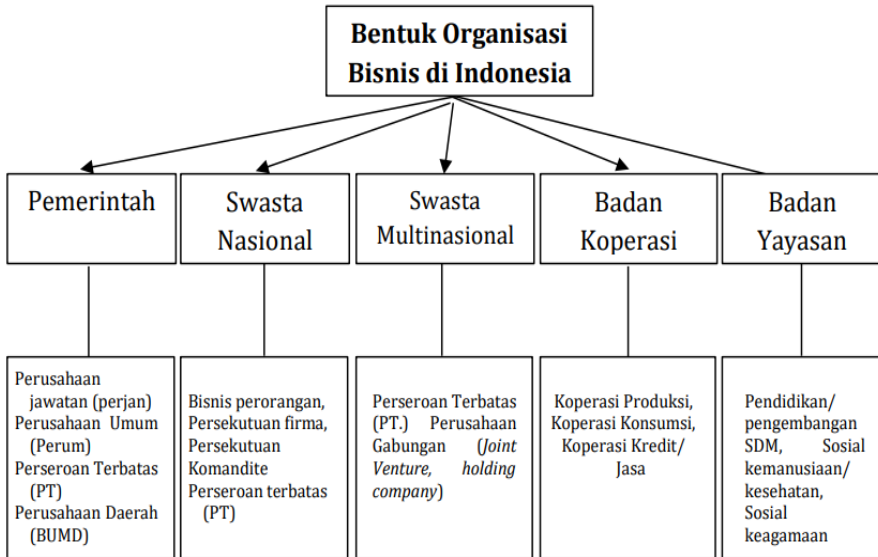 Bentuk Organisasi
Bisnis di Indonesia
Pemerintah
Swasta
Nasional
Swasta
Multinasional
Badan
Koperasi
Badan
Yayasan
Perusahaan
jawatan (perjan)
Perusahaan Umum
(Perum)
Perseroan Terbatas
(PT)
Perusahaan Daerah
(BUMD)
Bisnis perorangan,
Persekutuan firma,
Persekutuan
Komandite
Perseroan terbatas
(PT)
Perseroan Terbatas
(PT.) Perusahaan
Gabungan (Joint
Venture, holding
company)
Koperasi Produksi,
Koperasi Konsumsi,
Koperasi Kredit/
Jasa
Pendidikan/
pengembangan
SDM, Sosial
kemanusiaan/
kesehatan,
Sosial
keagamaan